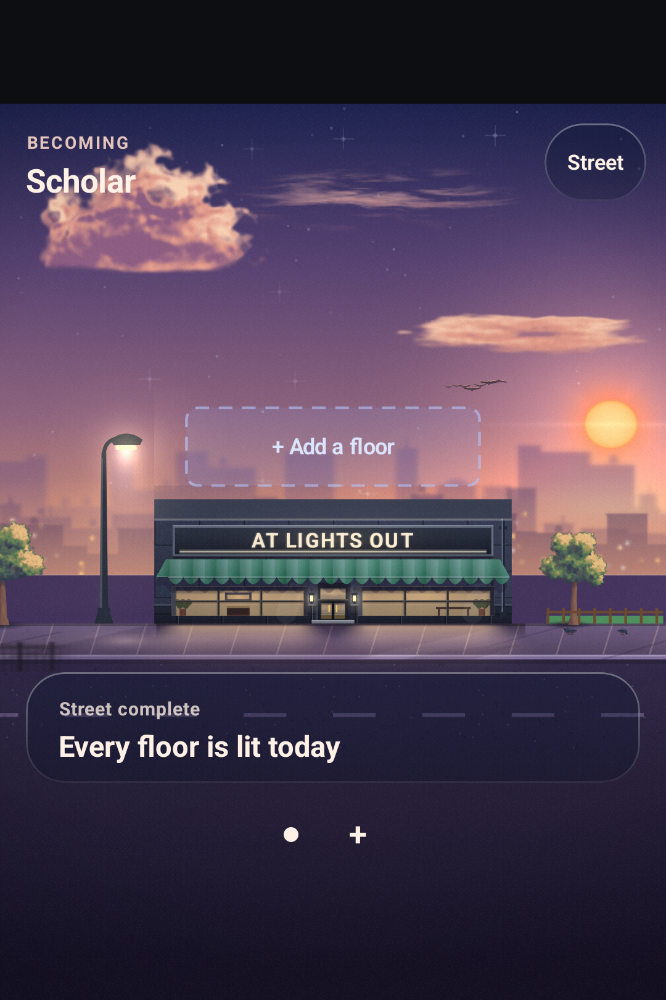 BECOMING
Scholar
Street
+ Add a floor
AT LIGHTS OUT
Street complete
Every floor is lit today
+